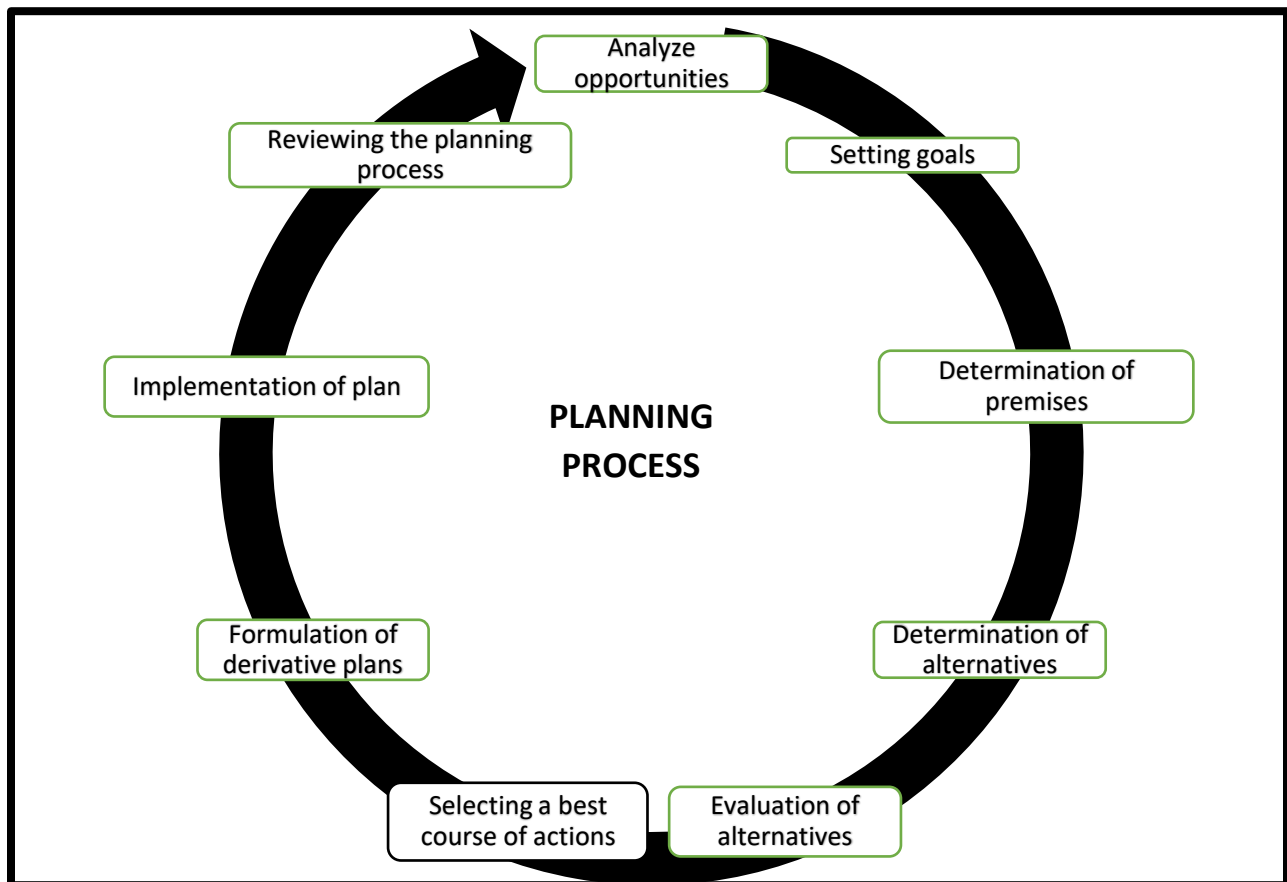 Analyze
opportunities
Setting goals
Determination of
premises
Determination of
alternatives
Evaluation of
alternatives
Selecting a best
course of actions
Formulation of
derivative plans
Implementation of plan
Reviewing the planning
process
PLANNING
PROCESS